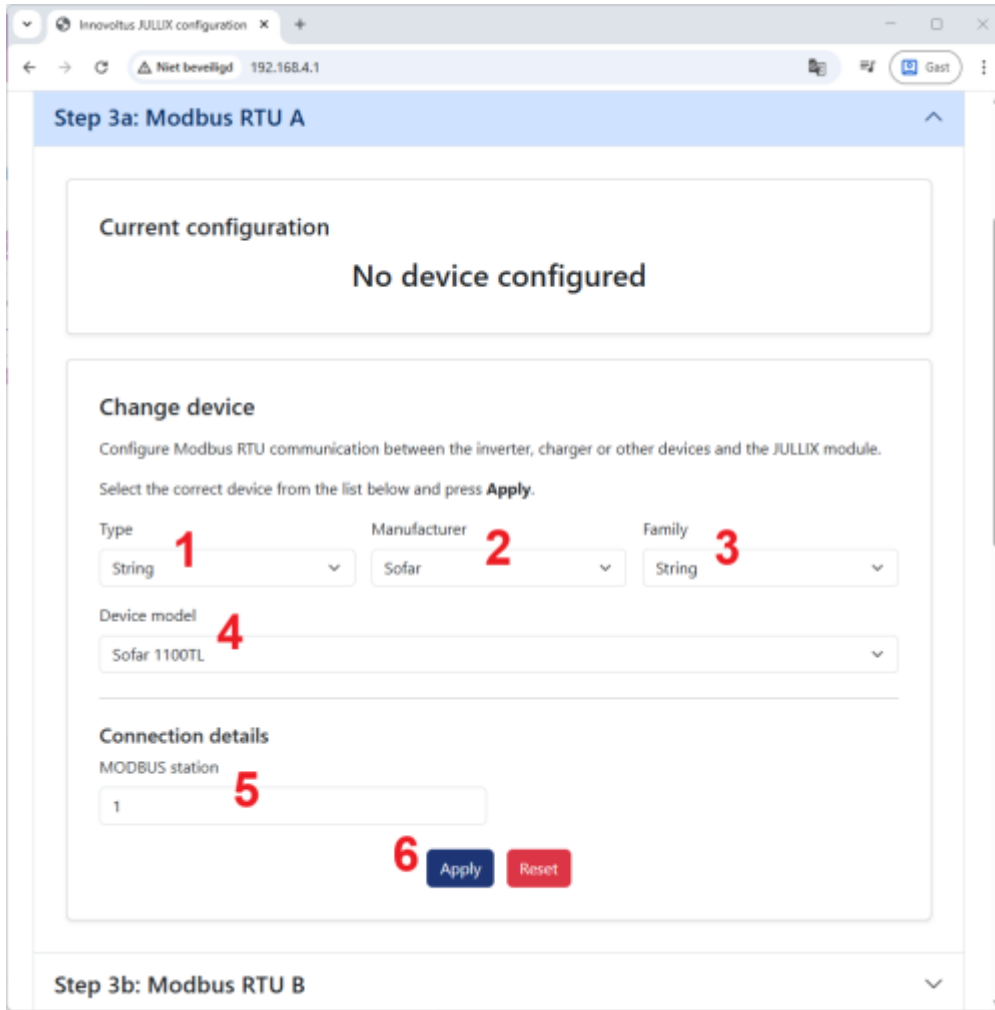 Innovoltus JULLIX configuration
Niet beveiligd 192.168.4.1
Gast
Step 3a: Modbus RTU A
Current configuration
No device configured
Change device
Configure Modbus RTU communication between the inverter, charger or other devices and the JULLIX module.
Select the correct device from the list below and press Apply.
Type Manufacturer Family
1 2 3
String Sofar String
Device model
4
Sofar 1100TL
Connection details
MODBUS station
5
1
6 Apply Reset
Step 3b: Modbus RTU B